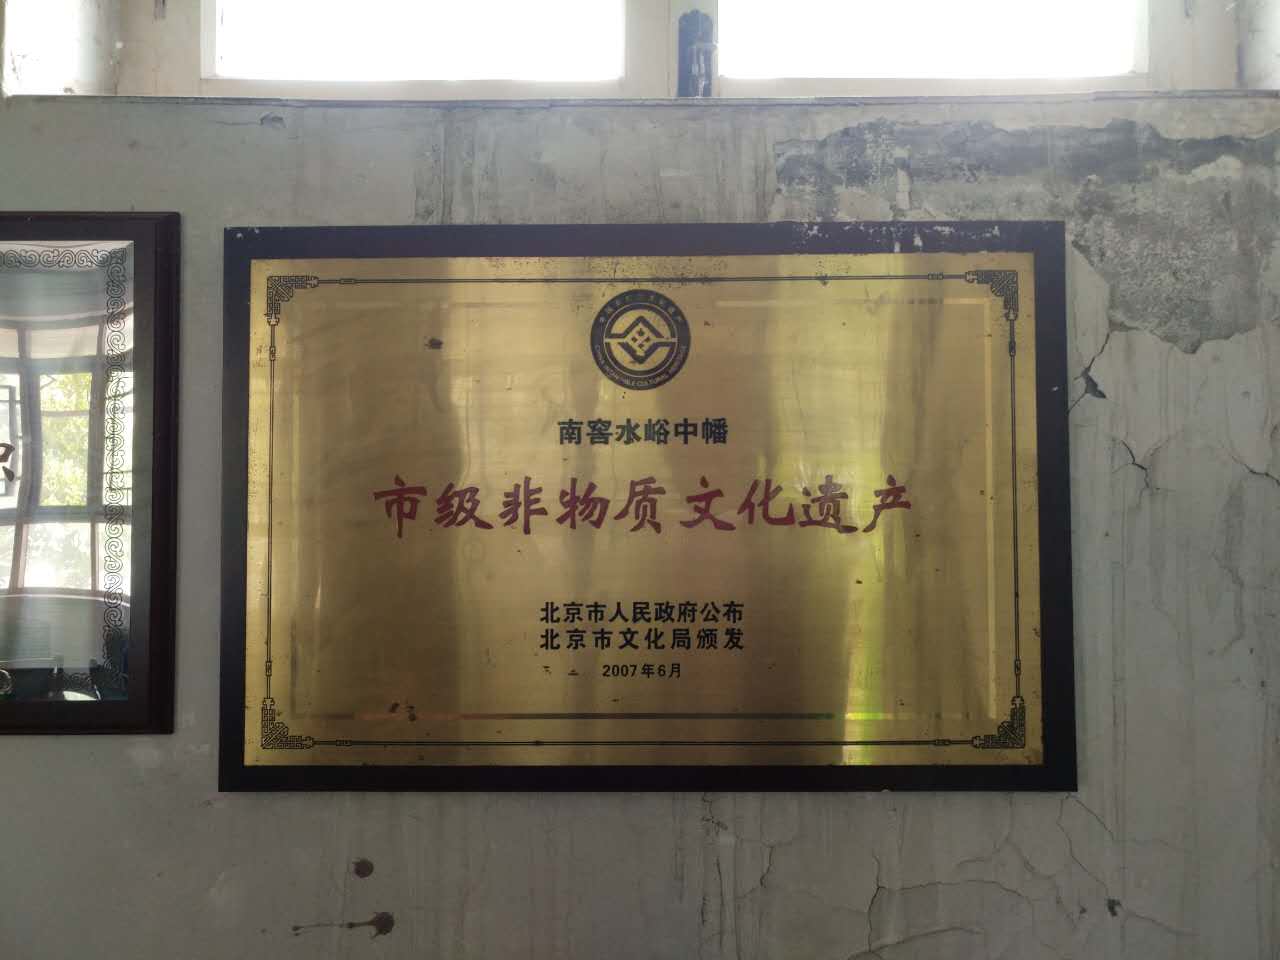 南窖水峪中幡
市级非物质文化遗产
北京市人民政府公布
北京市文化局颁发
2007年6月